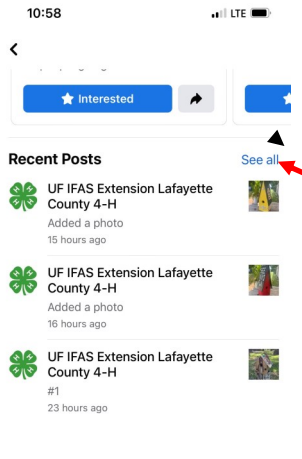 10:58
LTE
Interested
Recent Posts
See all
UF IFAS Extension Lafayette
County 4-H
Added a photo
15 hours ago
UF IFAS Extension Lafayette
County 4-H
Added a photo
16 hours ago
UF IFAS Extension Lafayette
County 4-H
#1
23 hours ago